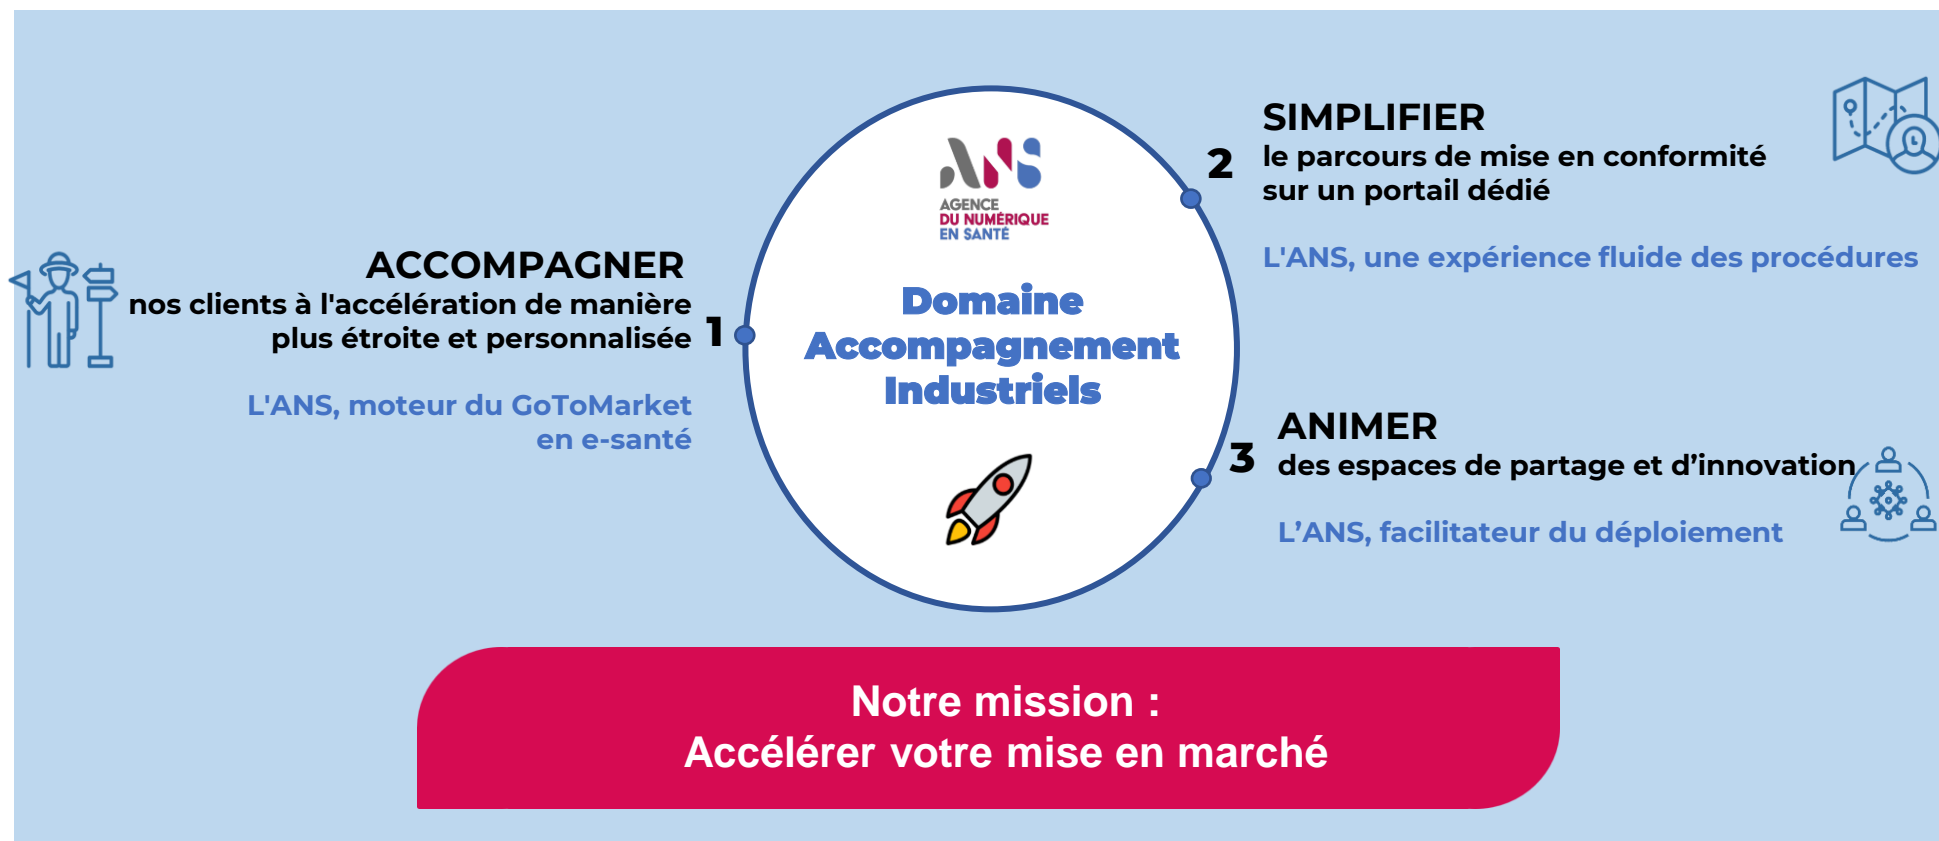 ANS
AGENCE
DU NUMÉRIQUE
EN SANTÉ
Domaine
Accompagnement
Industriels
1
ACCOMPAGNER
nos clients à l'accélération de manière
plus étroite et personnalisée
L'ANS, moteur du GoToMarket
en e-santé
2
SIMPLIFIER
le parcours de mise en conformité
sur un portail dédié
L'ANS, une expérience fluide des procédures
3
ANIMER
des espaces de partage et d’innovation
L’ANS, facilitateur du déploiement
Notre mission :
Accélérer votre mise en marché